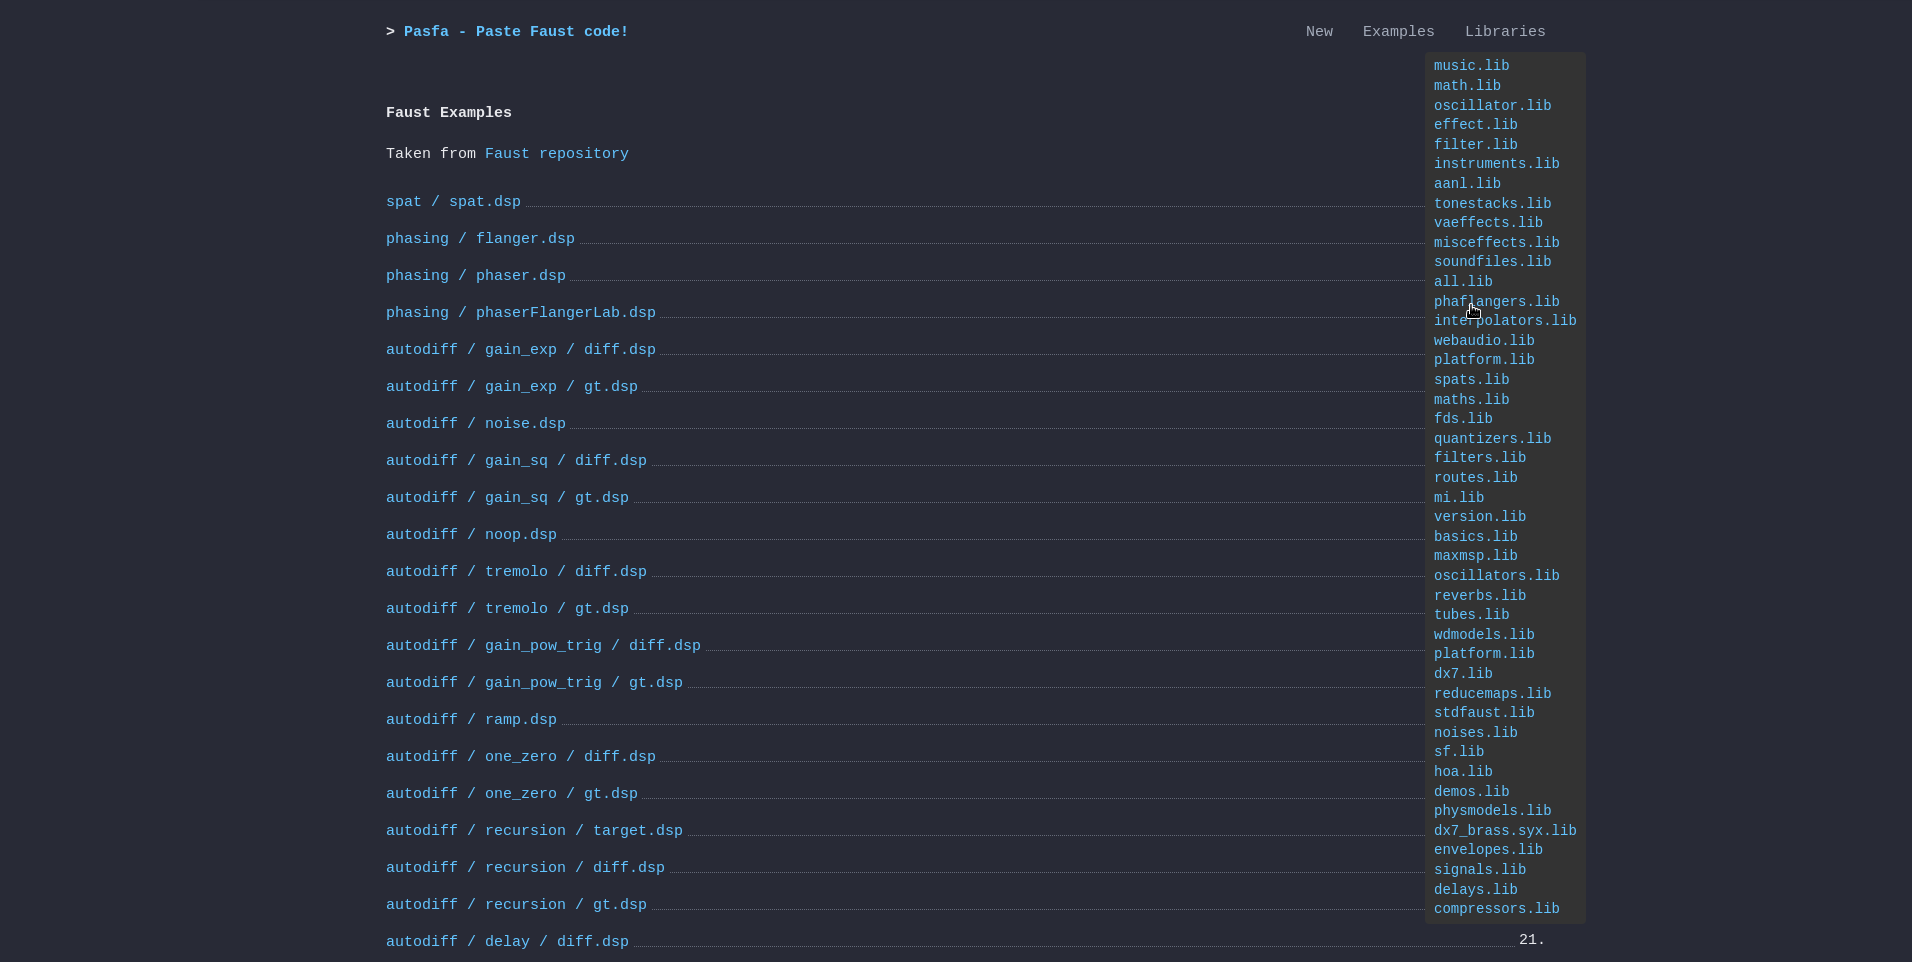 > Pasfa - Paste Faust code!
New Examples Libraries
Faust Examples
Taken from Faust repository
spat / spat.dsp
phasing / flanger.dsp
phasing / phaser.dsp
phasing / phaserFlangerLab.dsp
autodiff / gain_exp / diff.dsp
autodiff / gain_exp / gt.dsp
autodiff / noise.dsp
autodiff / gain_sq / diff.dsp
autodiff / gain_sq / gt.dsp
autodiff / noop.dsp
autodiff / tremolo / diff.dsp
autodiff / tremolo / gt.dsp
autodiff / gain_pow_trig / diff.dsp
autodiff / gain_pow_trig / gt.dsp
autodiff / ramp.dsp
autodiff / one_zero / diff.dsp
autodiff / one_zero / gt.dsp
autodiff / recursion / target.dsp
autodiff / recursion / diff.dsp
autodiff / recursion / gt.dsp
autodiff / delay / diff.dsp 21.
music.lib
math.lib
oscillator.lib
effect.lib
filter.lib
instruments.lib
aanl.lib
tonestacks.lib
vaeffects.lib
misceffects.lib
soundfiles.lib
all.lib
phaflangers.lib
interpolators.lib
webaudio.lib
platform.lib
spats.lib
maths.lib
fds.lib
quantizers.lib
filters.lib
routes.lib
mi.lib
version.lib
basics.lib
maxmsp.lib
oscillators.lib
reverbs.lib
tubes.lib
wdmodels.lib
platform.lib
dx7.lib
reducemaps.lib
stdfaust.lib
noises.lib
sf.lib
hoa.lib
demos.lib
physmodels.lib
dx7_brass.syx.lib
envelopes.lib
signals.lib
delays.lib
compressors.lib